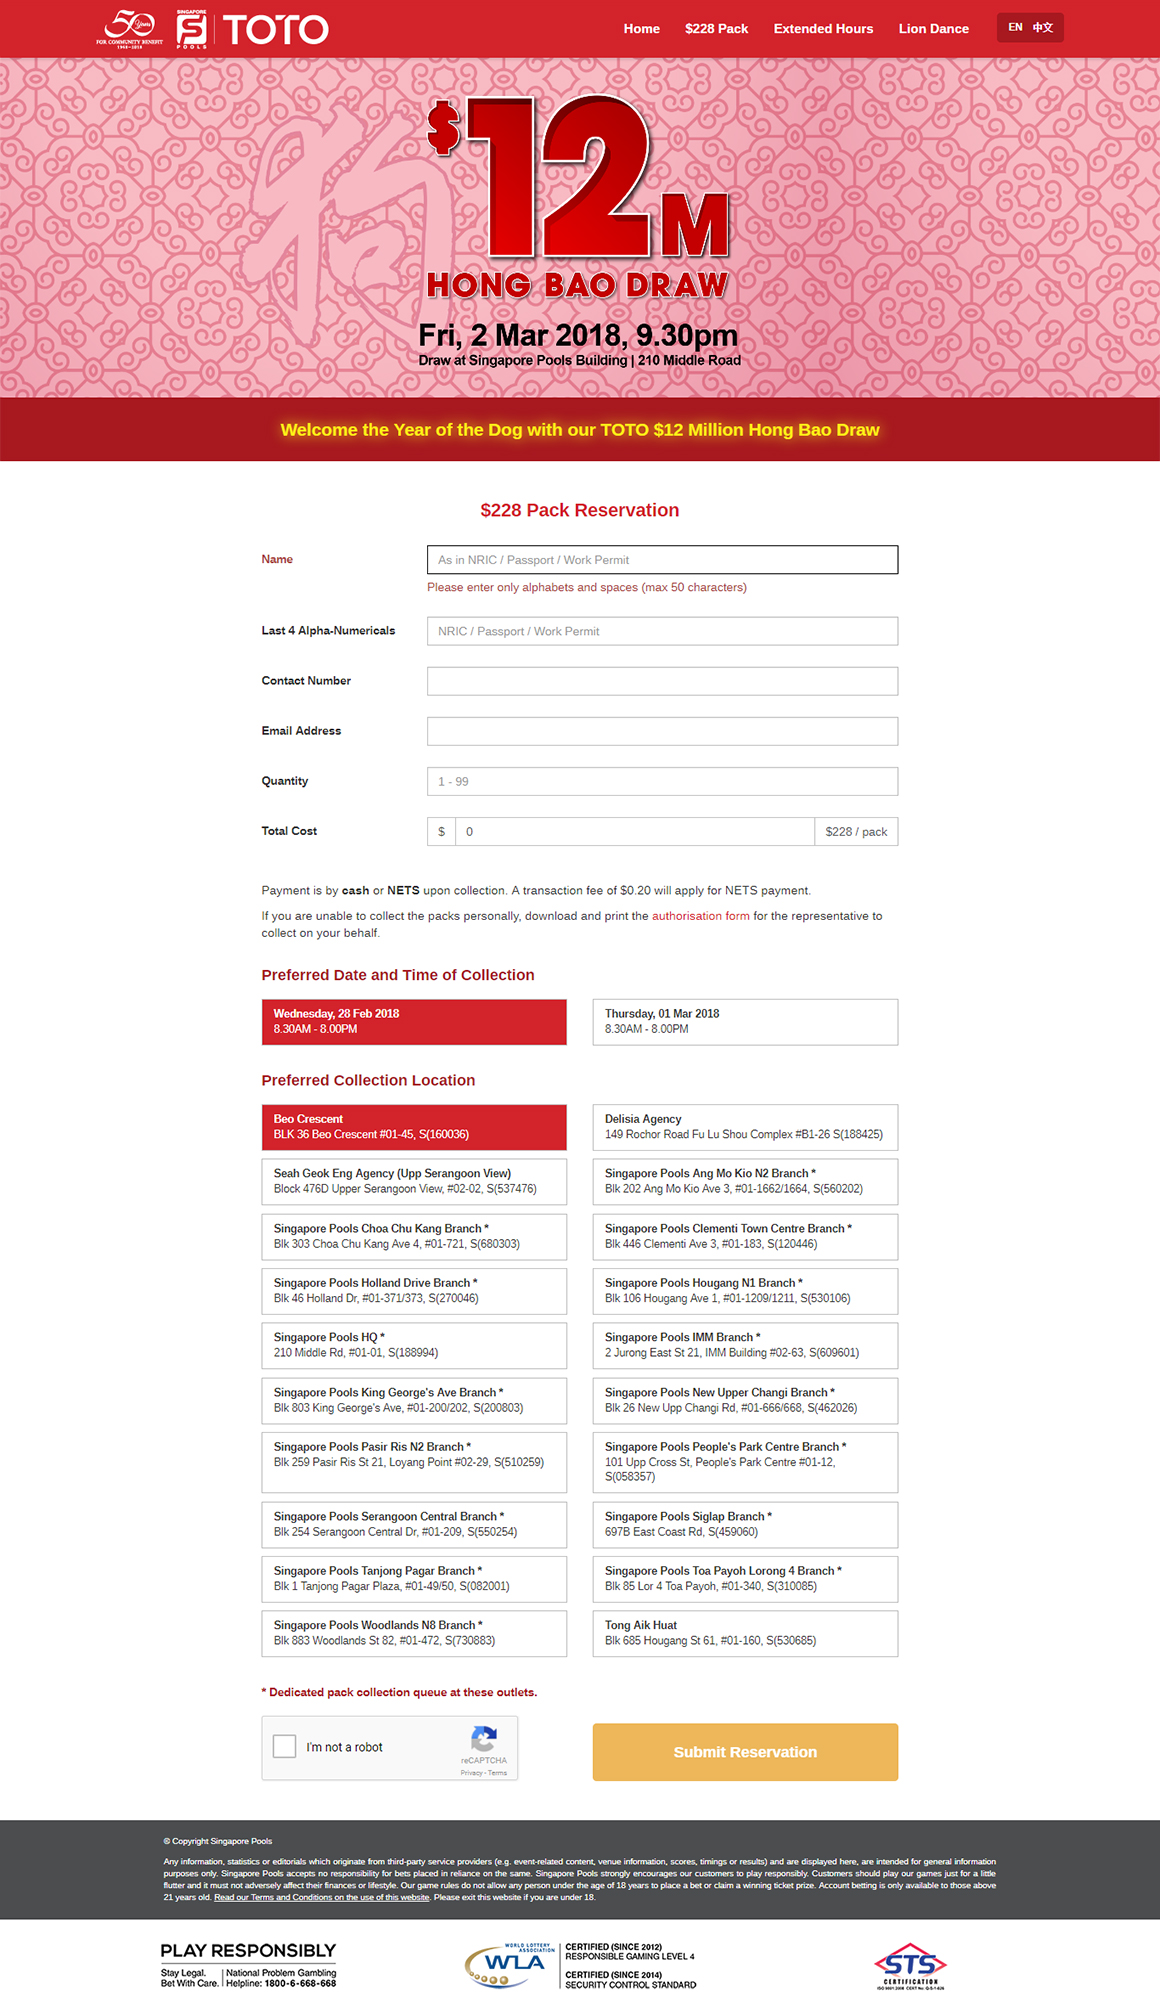 50 Years
FOR COMMUNITY BENEFIT
1968-2018
SINGAPORE
POOLS
TOTO
Home $228 Pack Extended Hours Lion Dance EN 中文
狗
$12M
HONG BAO DRAW
Fri, 2 Mar 2018, 9.30pm
Draw at Singapore Pools Building | 210 Middle Road
Welcome the Year of the Dog with our TOTO $12 Million Hong Bao Draw
$228 Pack Reservation
Name As in NRIC / Passport / Work Permit
Please enter only alphabets and spaces (max 50 characters)
Last 4 Alpha-Numericals NRIC / Passport / Work Permit
Contact Number
Email Address
Quantity 1 - 99
Total Cost $ 0 $228 / pack
Payment is by cash or NETS upon collection. A transaction fee of $0.20 will apply for NETS payment.
If you are unable to collect the packs personally, download and print the authorisation form for the representative to
collect on your behalf.
Preferred Date and Time of Collection
Wednesday, 28 Feb 2018
8.30AM - 8.00PM
Thursday, 01 Mar 2018
8.30AM - 8.00PM
Preferred Collection Location
Beo Crescent
BLK 36 Beo Crescent #01-45, S(160036)
Delisia Agency
149 Rochor Road Fu Lu Shou Complex #B1-26 S(188425)
Seah Geok Eng Agency (Upp Serangoon View)
Block 476D Upper Serangoon View, #02-02, S(537476)
Singapore Pools Ang Mo Kio N2 Branch *
Blk 202 Ang Mo Kio Ave 3, #01-1662/1664, S(560202)
Singapore Pools Choa Chu Kang Branch *
Blk 303 Choa Chu Kang Ave 4, #01-721, S(680303)
Singapore Pools Clementi Town Centre Branch *
Blk 446 Clementi Ave 3, #01-183, S(120446)
Singapore Pools Holland Drive Branch *
Blk 46 Holland Dr, #01-371/373, S(270046)
Singapore Pools Hougang N1 Branch *
Blk 106 Hougang Ave 1, #01-1209/1211, S(530106)
Singapore Pools HQ *
210 Middle Rd, #01-01, S(188994)
Singapore Pools IMM Branch *
2 Jurong East St 21, IMM Building #02-63, S(609601)
Singapore Pools King George's Ave Branch *
Blk 803 King George's Ave, #01-200/202, S(200803)
Singapore Pools New Upper Changi Branch *
Blk 26 New Upp Changi Rd, #01-666/668, S(462026)
Singapore Pools Pasir Ris N2 Branch *
Blk 259 Pasir Ris St 21, Loyang Point #02-29, S(510259)
Singapore Pools People's Park Centre Branch *
101 Upp Cross St, People's Park Centre #01-12,
S(058357)
Singapore Pools Serangoon Central Branch *
Blk 254 Serangoon Central Dr, #01-209, S(550254)
Singapore Pools Siglap Branch *
697B East Coast Rd, S(459060)
Singapore Pools Tanjong Pagar Branch *
Blk 1 Tanjong Pagar Plaza, #01-49/50, S(082001)
Singapore Pools Toa Payoh Lorong 4 Branch *
Blk 85 Lor 4 Toa Payoh, #01-340, S(310085)
Singapore Pools Woodlands N8 Branch *
Blk 883 Woodlands St 82, #01-472, S(730883)
Tong Aik Huat
Blk 685 Hougang St 61, #01-160, S(530685)
* Dedicated pack collection queue at these outlets.
I'm not a robot
reCAPTCHA
Privacy - Terms
Submit Reservation
© Copyright Singapore Pools
Any information, statistics or editorials which originate from third-party service providers (e.g. event-related content, venue information, scores, timings or results) and are displayed here, are intended for general information
purposes only. Singapore Pools accepts no responsibility for bets placed in reliance on the same. Singapore Pools strongly encourages our customers to play responsibly. Customers should play our games just for a little
flutter and it must not adversely affect their finances or lifestyle. Our game rules do not allow any person under the age of 18 years to place a bet or claim a winning ticket prize. Account betting is only available to those above
21 years old. Read our Terms and Conditions on the use of this website. Please exit this website if you are under 18.
PLAY RESPONSIBLY
Stay Legal. National Problem Gambling
Bet With Care. Helpline: 1800-6-668-668
WORLD LOTTERY
ASSOCIATION
WLA
CERTIFIED (SINCE 2012)
RESPONSIBLE GAMING LEVEL 4
CERTIFIED (SINCE 2014)
SECURITY CONTROL STANDARD
STS
CERTIFICATION